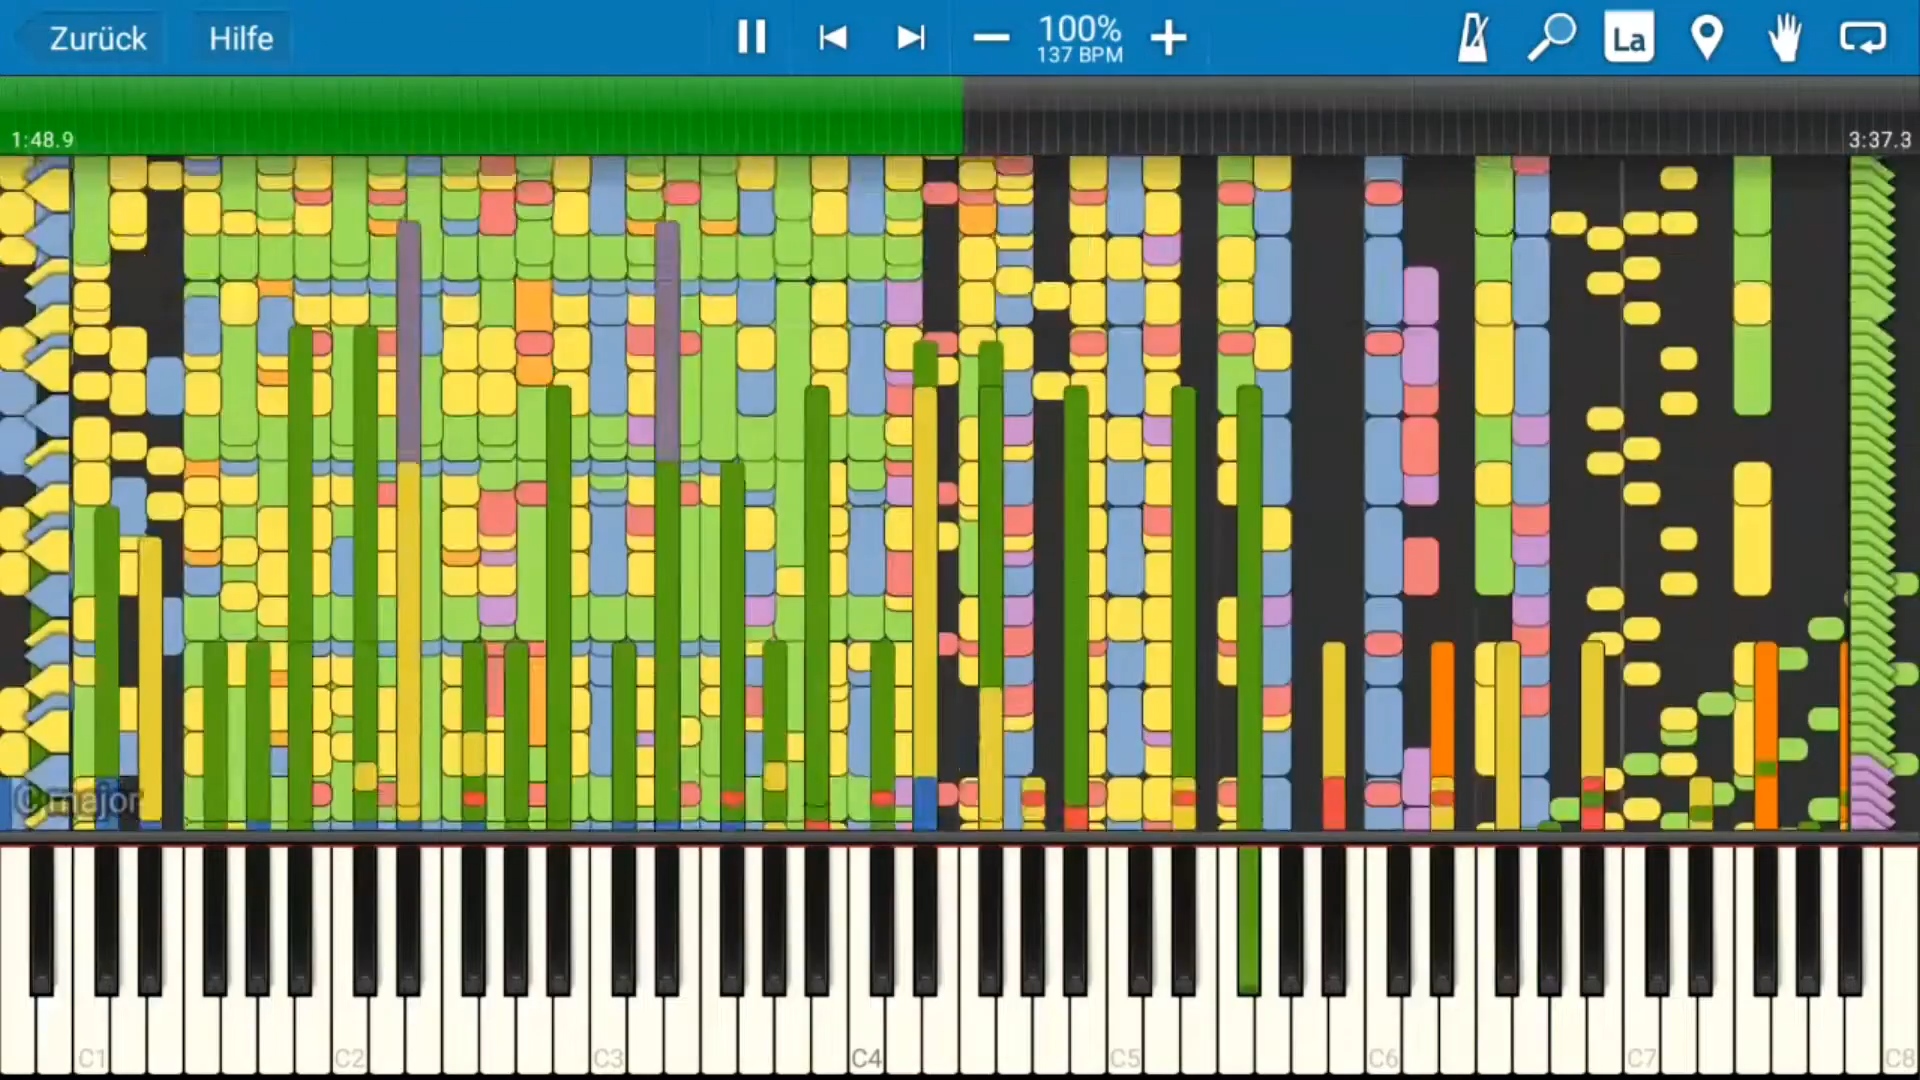 Zurück
Hilfe
100%
137 BPM
La
1:48.9
3:37.3
C major
C1
C2
C3
C4
C5
C6
C7
C8